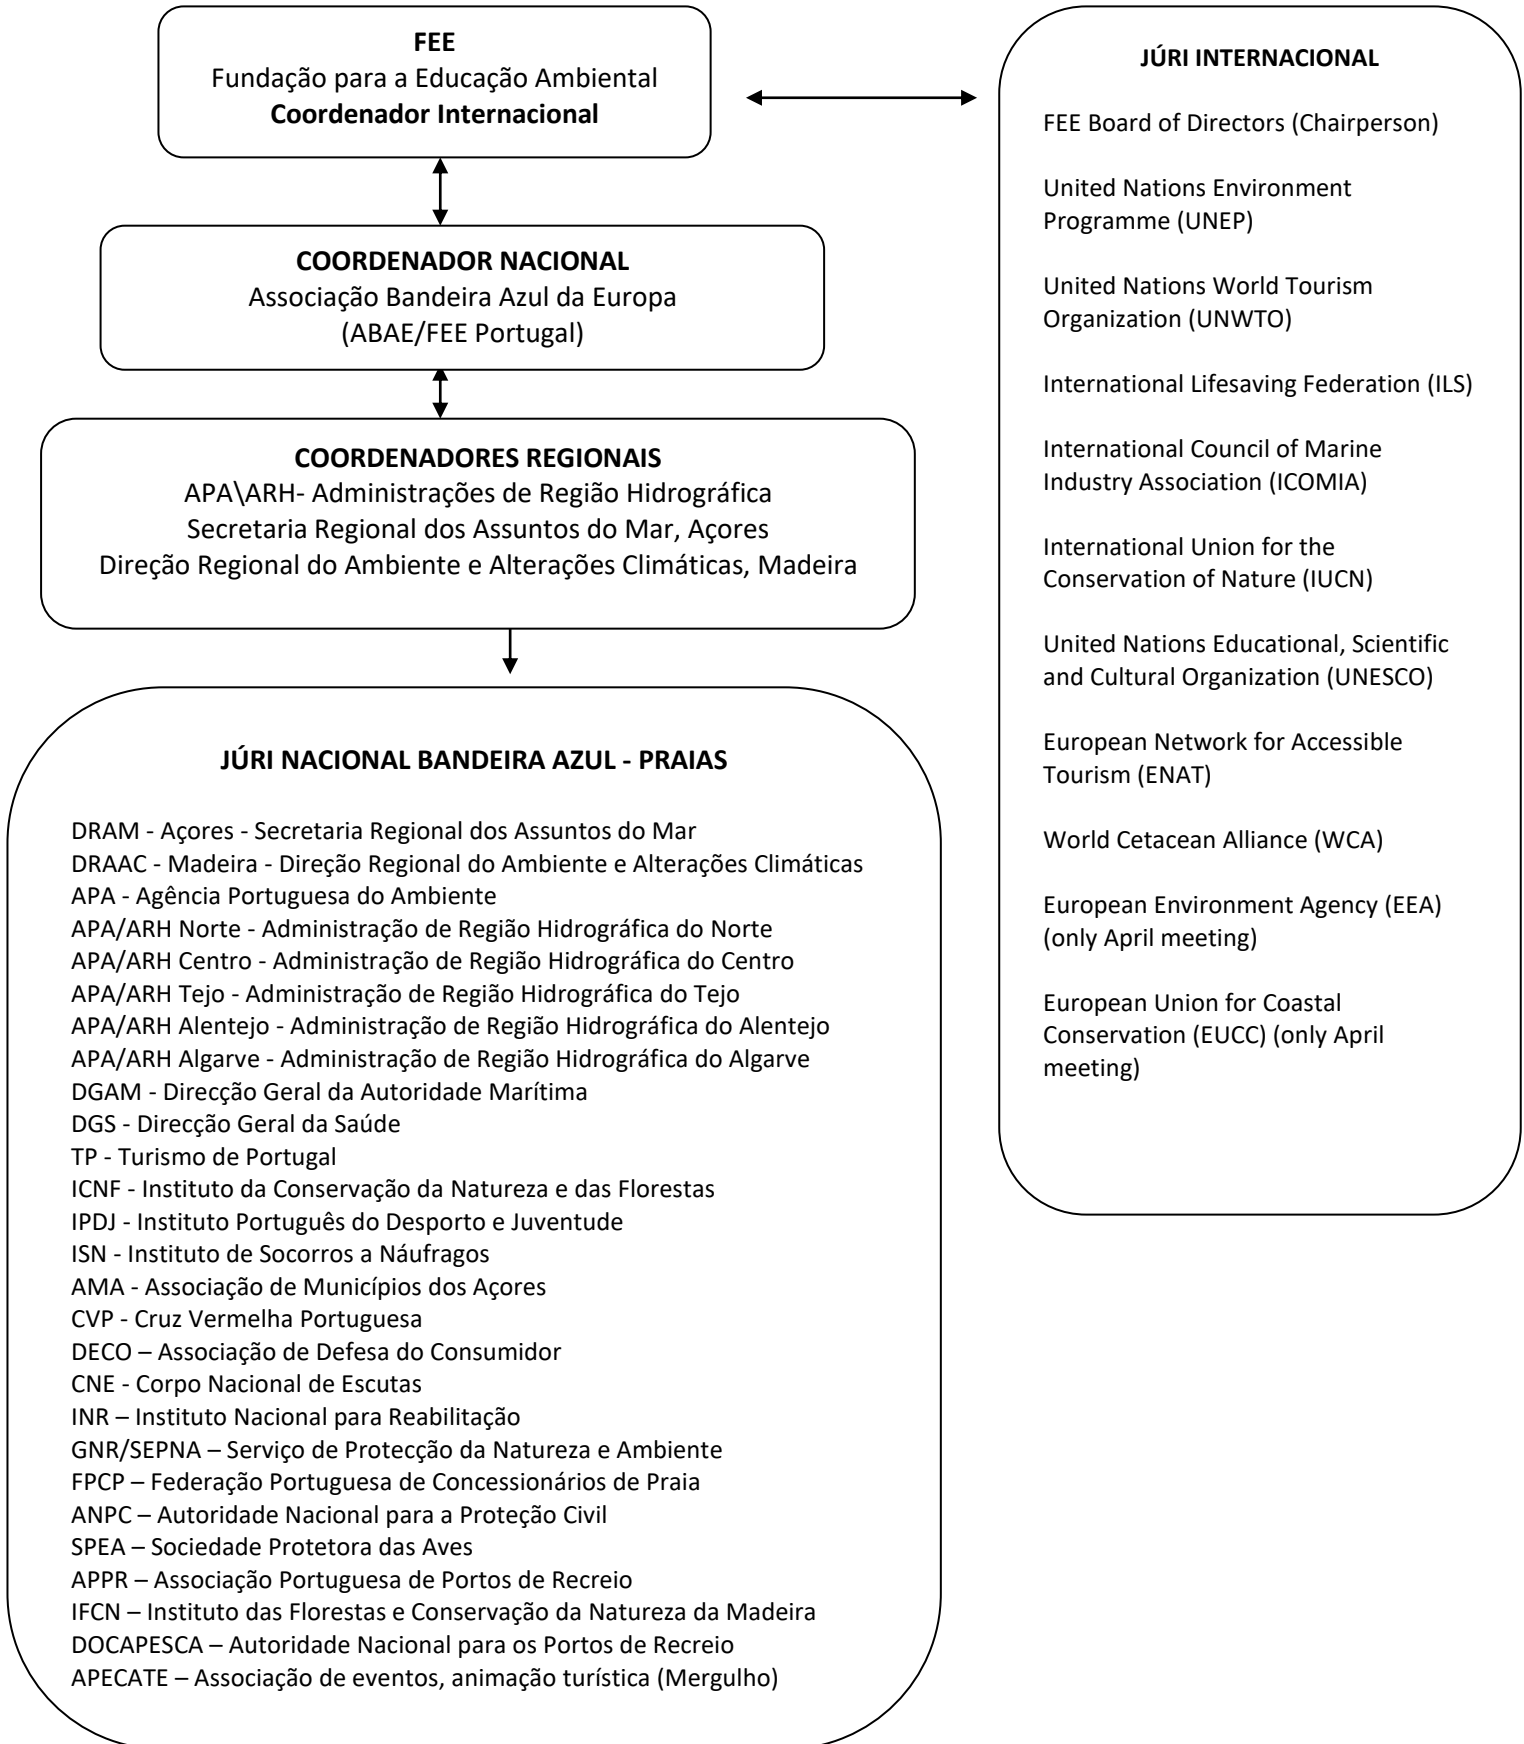 FEE
Fundação para a Educação Ambiental
Coordenador Internacional
COORDENADOR NACIONAL
Associação Bandeira Azul da Europa
(ABAE/FEE Portugal)
COORDENADORES REGIONAIS
APA\ARH- Administrações de Região Hidrográfica
Secretaria Regional dos Assuntos do Mar, Açores
Direção Regional do Ambiente e Alterações Climáticas, Madeira
JÚRI NACIONAL BANDEIRA AZUL - PRAIAS
DRAM - Açores - Secretaria Regional dos Assuntos do Mar
DRAAC - Madeira - Direção Regional do Ambiente e Alterações Climáticas
APA - Agência Portuguesa do Ambiente
APA/ARH Norte - Administração de Região Hidrográfica do Norte
APA/ARH Centro - Administração de Região Hidrográfica do Centro
APA/ARH Tejo - Administração de Região Hidrográfica do Tejo
APA/ARH Alentejo - Administração de Região Hidrográfica do Alentejo
APA/ARH Algarve - Administração de Região Hidrográfica do Algarve
DGAM - Direcção Geral da Autoridade Marítima
DGS - Direcção Geral da Saúde
TP - Turismo de Portugal
ICNF - Instituto da Conservação da Natureza e das Florestas
IPDJ - Instituto Português do Desporto e Juventude
ISN - Instituto de Socorros a Náufragos
AMA - Associação de Municípios dos Açores
CVP - Cruz Vermelha Portuguesa
DECO – Associação de Defesa do Consumidor
CNE - Corpo Nacional de Escutas
INR – Instituto Nacional para Reabilitação
GNR/SEPNA – Serviço de Protecção da Natureza e Ambiente
FPCP – Federação Portuguesa de Concessionários de Praia
ANPC – Autoridade Nacional para a Proteção Civil
SPEA – Sociedade Protetora das Aves
APPR – Associação Portuguesa de Portos de Recreio
IFCN – Instituto das Florestas e Conservação da Natureza da Madeira
DOCAPESCA – Autoridade Nacional para os Portos de Recreio
APECATE – Associação de eventos, animação turística (Mergulho)
JÚRI INTERNACIONAL
FEE Board of Directors (Chairperson)
United Nations Environment
Programme (UNEP)
United Nations World Tourism
Organization (UNWTO)
International Lifesaving Federation (ILS)
International Council of Marine
Industry Association (ICOMIA)
International Union for the
Conservation of Nature (IUCN)
United Nations Educational, Scientific
and Cultural Organization (UNESCO)
European Network for Accessible
Tourism (ENAT)
World Cetacean Alliance (WCA)
European Environment Agency (EEA)
(only April meeting)
European Union for Coastal
Conservation (EUCC) (only April
meeting)